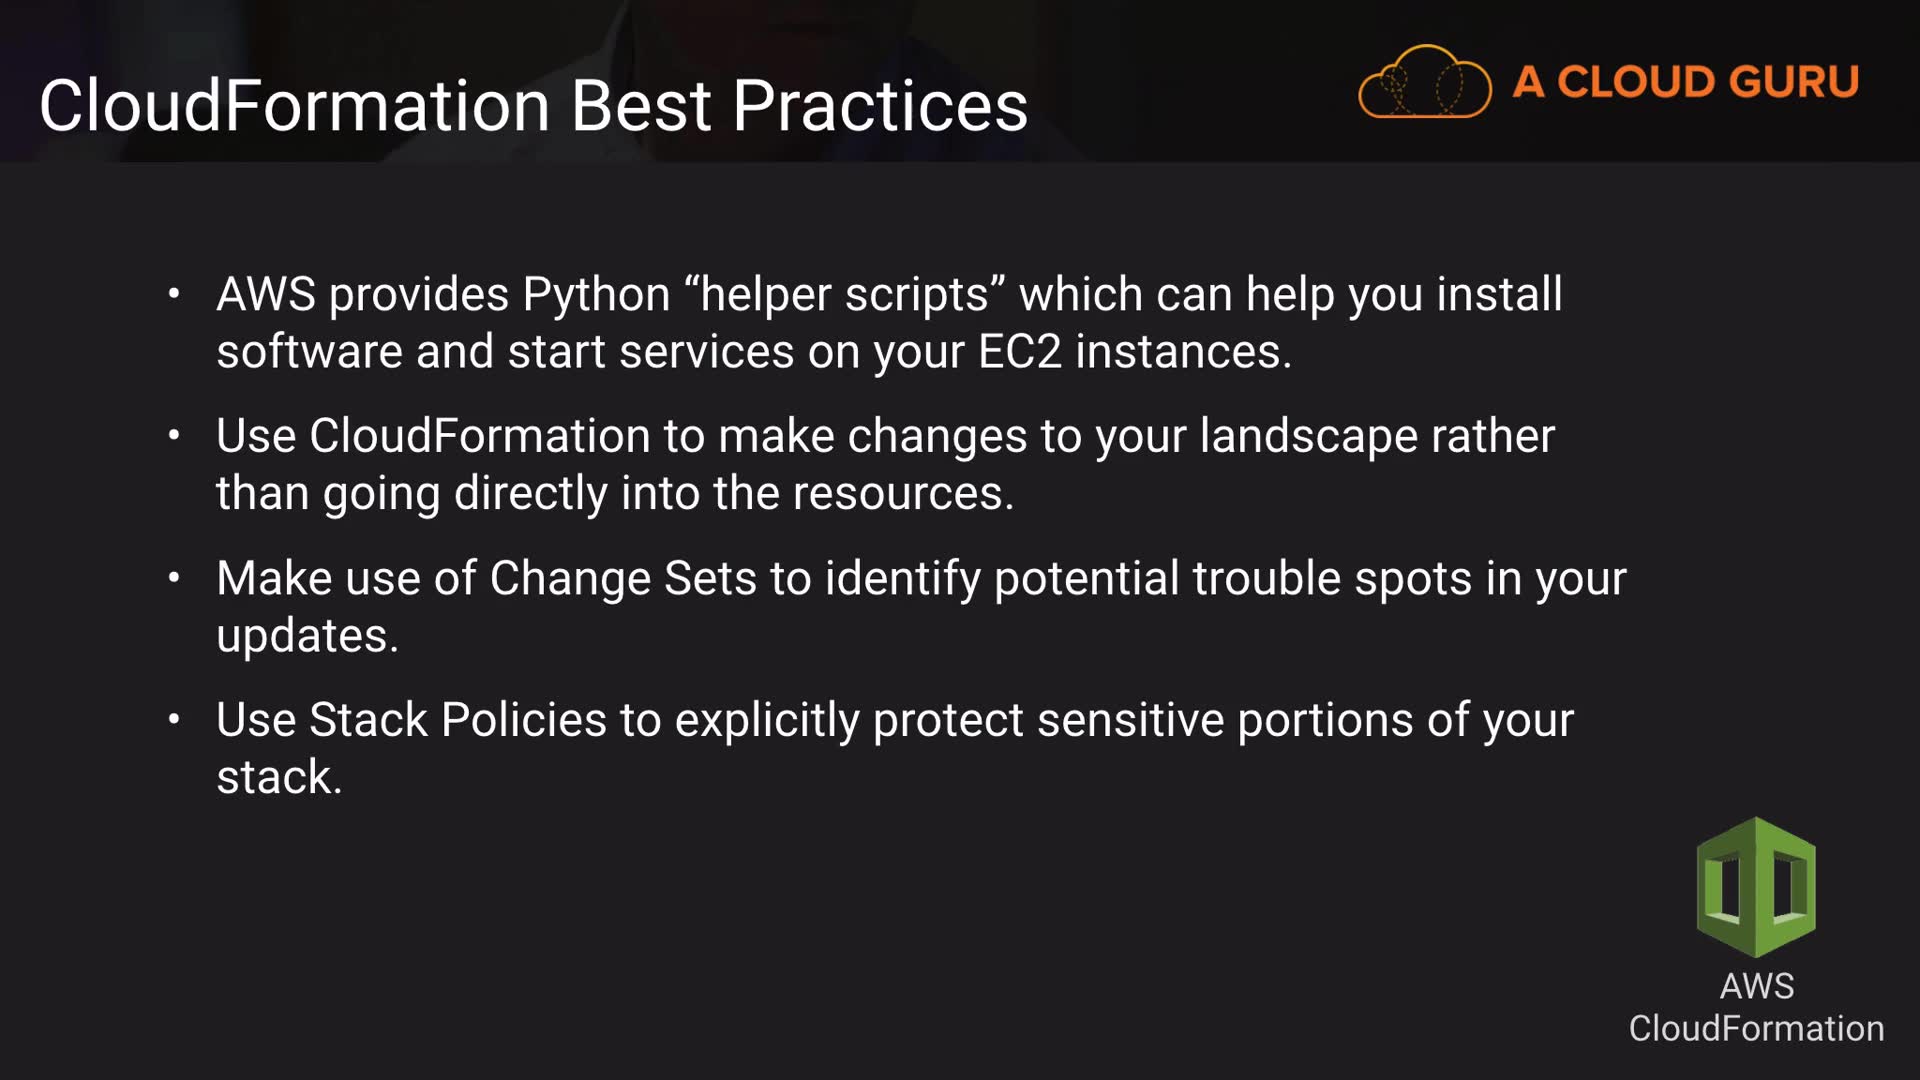 CloudFormation Best Practices
A CLOUD GURU
• AWS provides Python “helper scripts” which can help you install
software and start services on your EC2 instances.
• Use CloudFormation to make changes to your landscape rather
than going directly into the resources.
• Make use of Change Sets to identify potential trouble spots in your
updates.
• Use Stack Policies to explicitly protect sensitive portions of your
stack.
AWS
CloudFormation